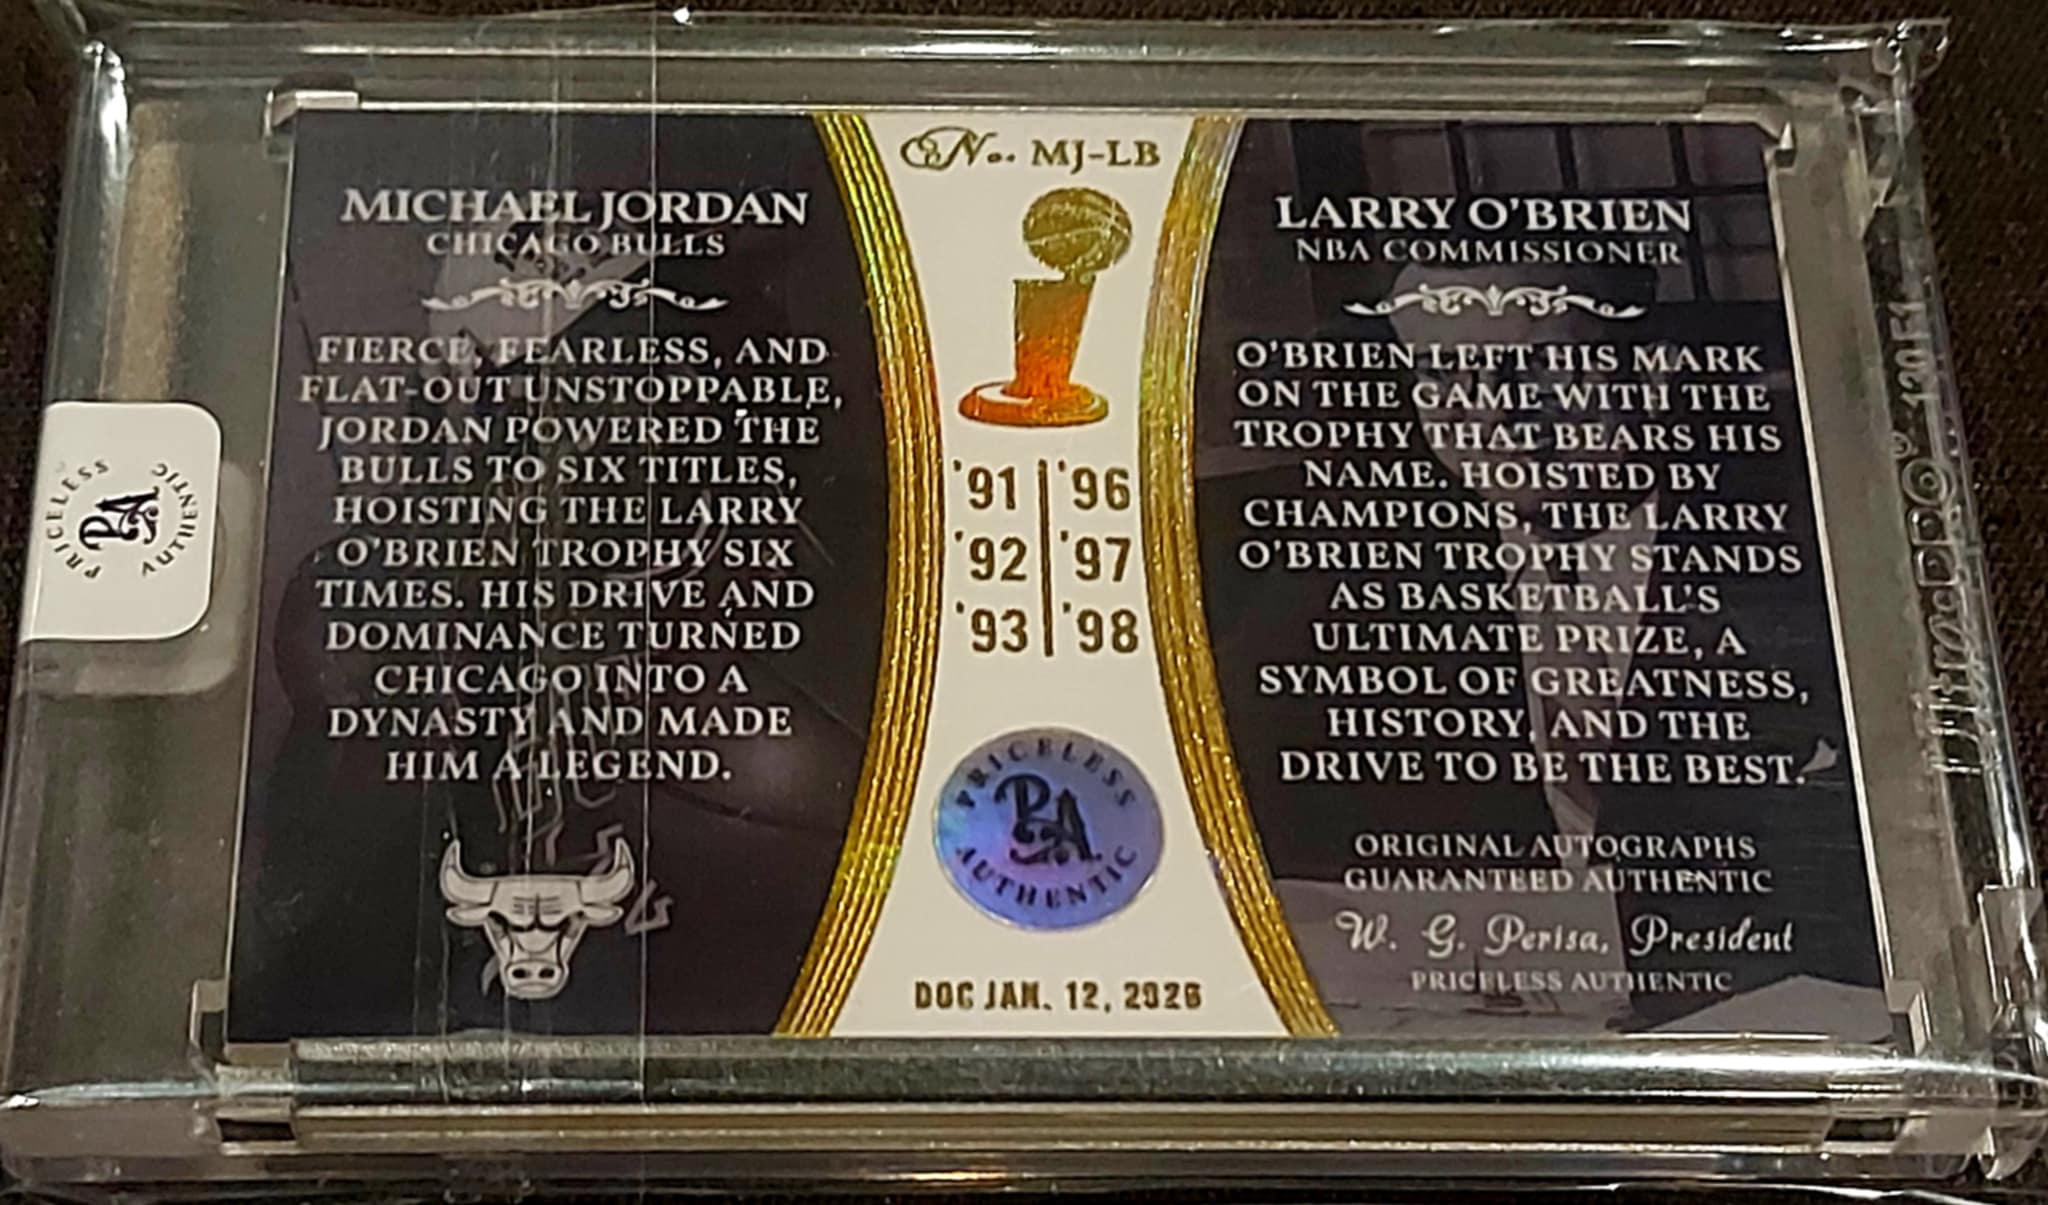 No. MJ-LB
MICHAEL JORDAN
CHICAGO BULLS
FIERCE, FEARLESS, AND
FLAT-OUT UNSTOPPABLE,
JORDAN POWERED THE
BULLS TO SIX TITLES,
HOISTING THE LARRY
O'BRIEN TROPHY SIX
TIMES. HIS DRIVE AND
DOMINANCE TURNED
CHICAGO INTO A
DYNASTY AND MADE
HIM A LEGEND.
'91 | '96
'92 | '97
'93 | '98
PRICELESS
PA
AUTHENTIC
DOC JAN. 12, 2026
LARRY O'BRIEN
NBA COMMISSIONER
O'BRIEN LEFT HIS MARK
ON THE GAME WITH THE
TROPHY THAT BEARS HIS
NAME. HOISTED BY
CHAMPIONS, THE LARRY
O'BRIEN TROPHY STANDS
AS BASKETBALL'S
ULTIMATE PRIZE, A
SYMBOL OF GREATNESS,
HISTORY, AND THE
DRIVE TO BE THE BEST.
ORIGINAL AUTOGRAPHS
GUARANTEED AUTHENTIC
W. G. Perisa, President
PRICELESS AUTHENTIC
PRICELESS
PA
AUTHENTIC
Ultra·PRO®